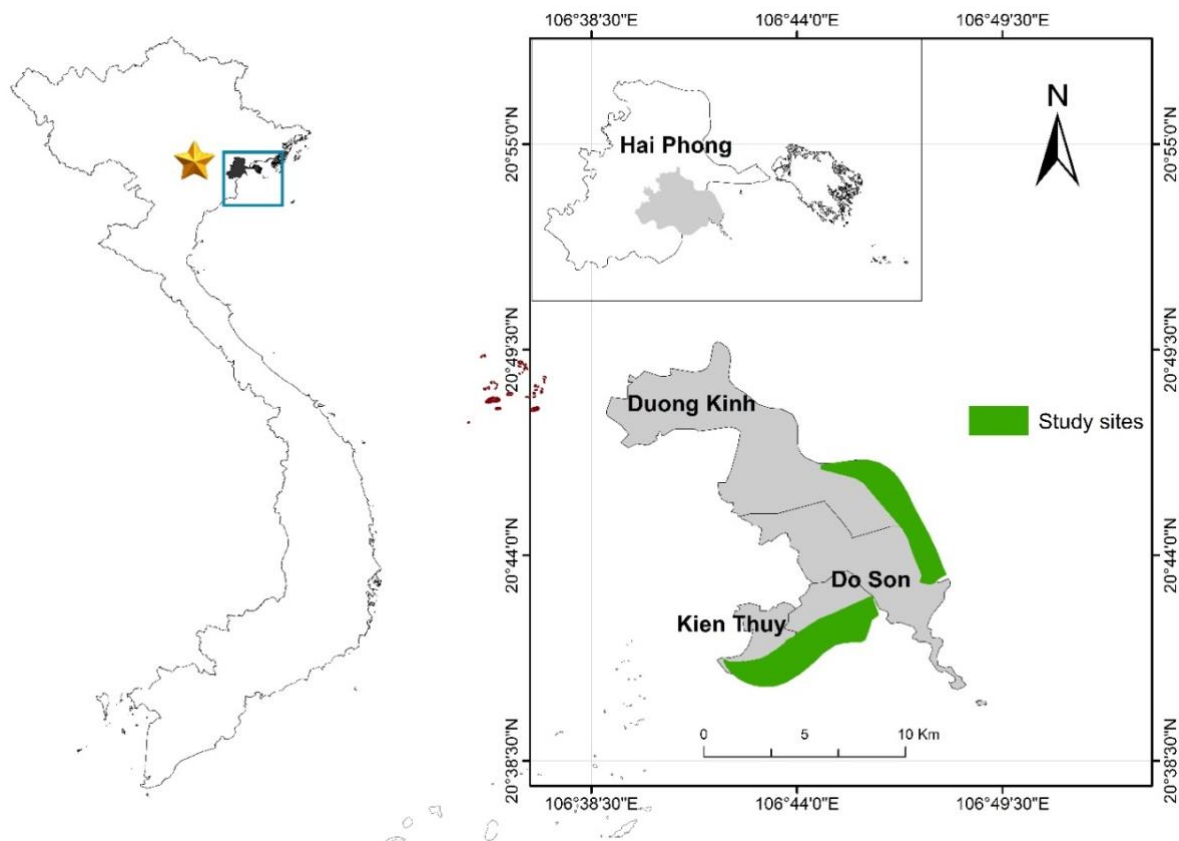 106°38'30"E 106°44'0"E 106°49'30"E
N
20°55'0"N 20°55'0"N
Hai Phong
20°49'30"N 20°49'30"N
Duong Kinh
Study sites
20°44'0"N 20°44'0"N
Do Son
Kien Thuy
0 5 10 Km
20°38'30"N 20°38'30"N
106°38'30"E 106°44'0"E 106°49'30"E